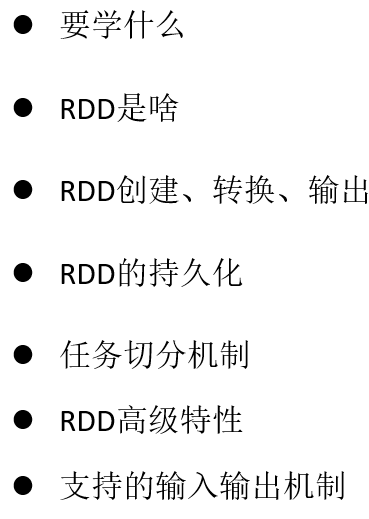 ● 要学什么
● RDD是啥
● RDD创建、转换、输出
● RDD的持久化
● 任务切分机制
● RDD高级特性
● 支持的输入输出机制